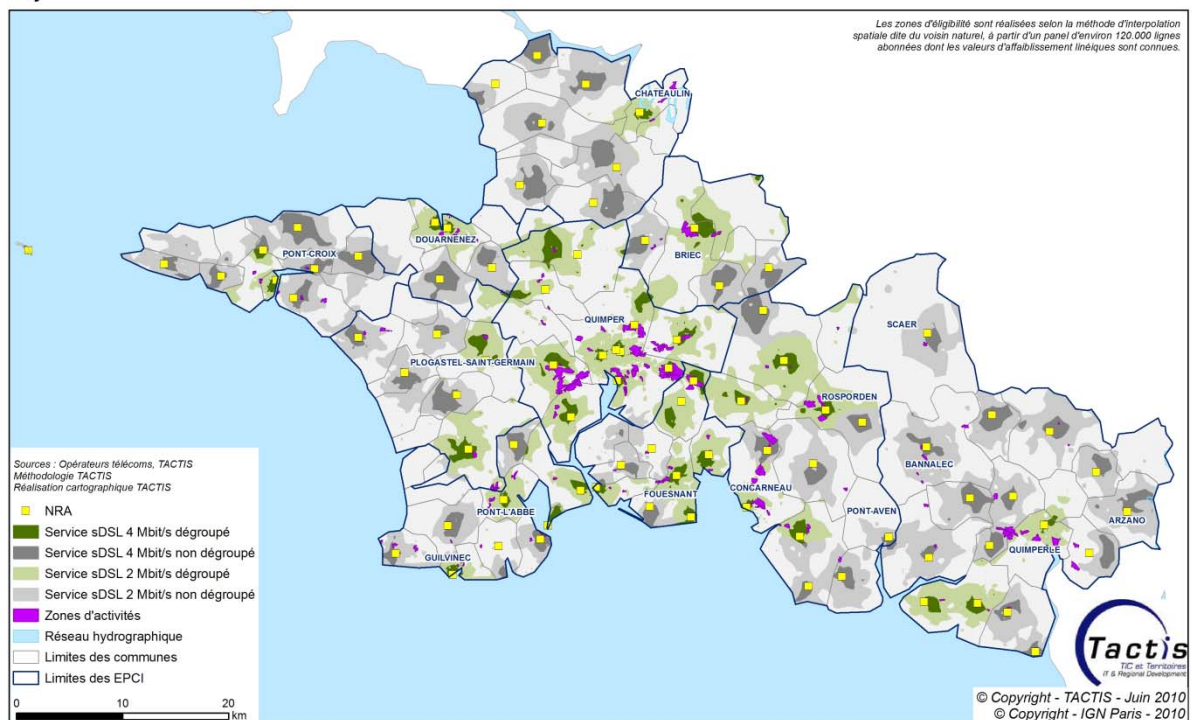 Les zones d'éligibilité sont réalisées selon la méthode d'interpolation
spatiale dite du voisin naturel, à partir d'un panel d'environ 120.000 lignes
abonnées dont les valeurs d'affaiblissement linéiques sont connues.
CHATEAULIN
DOUARNENEZ
PONT-CROIX
BRIEC
QUIMPER
SCAER
PLOGASTEL-SAINT-GERMAIN
ROSPORDEN
BANNALEC
CONCARNEAU
FOUESNANT
PONT-L'ABBE
PONT-AVEN
ARZANO
QUIMPERLE
GUILVINEC
Sources : Opérateurs télécoms, TACTIS
Méthodologie TACTIS
Réalisation cartographique TACTIS
NRA
Service sDSL 4 Mbit/s dégroupé
Service sDSL 4 Mbit/s non dégroupé
Service sDSL 2 Mbit/s dégroupé
Service sDSL 2 Mbit/s non dégroupé
Zones d'activités
Réseau hydrographique
Limites des communes
Limites des EPCI
0 10 20
km
Tactis
TIC et Territoires
IT & Regional Development
© Copyright - TACTIS - Juin 2010
© Copyright - IGN Paris - 2010